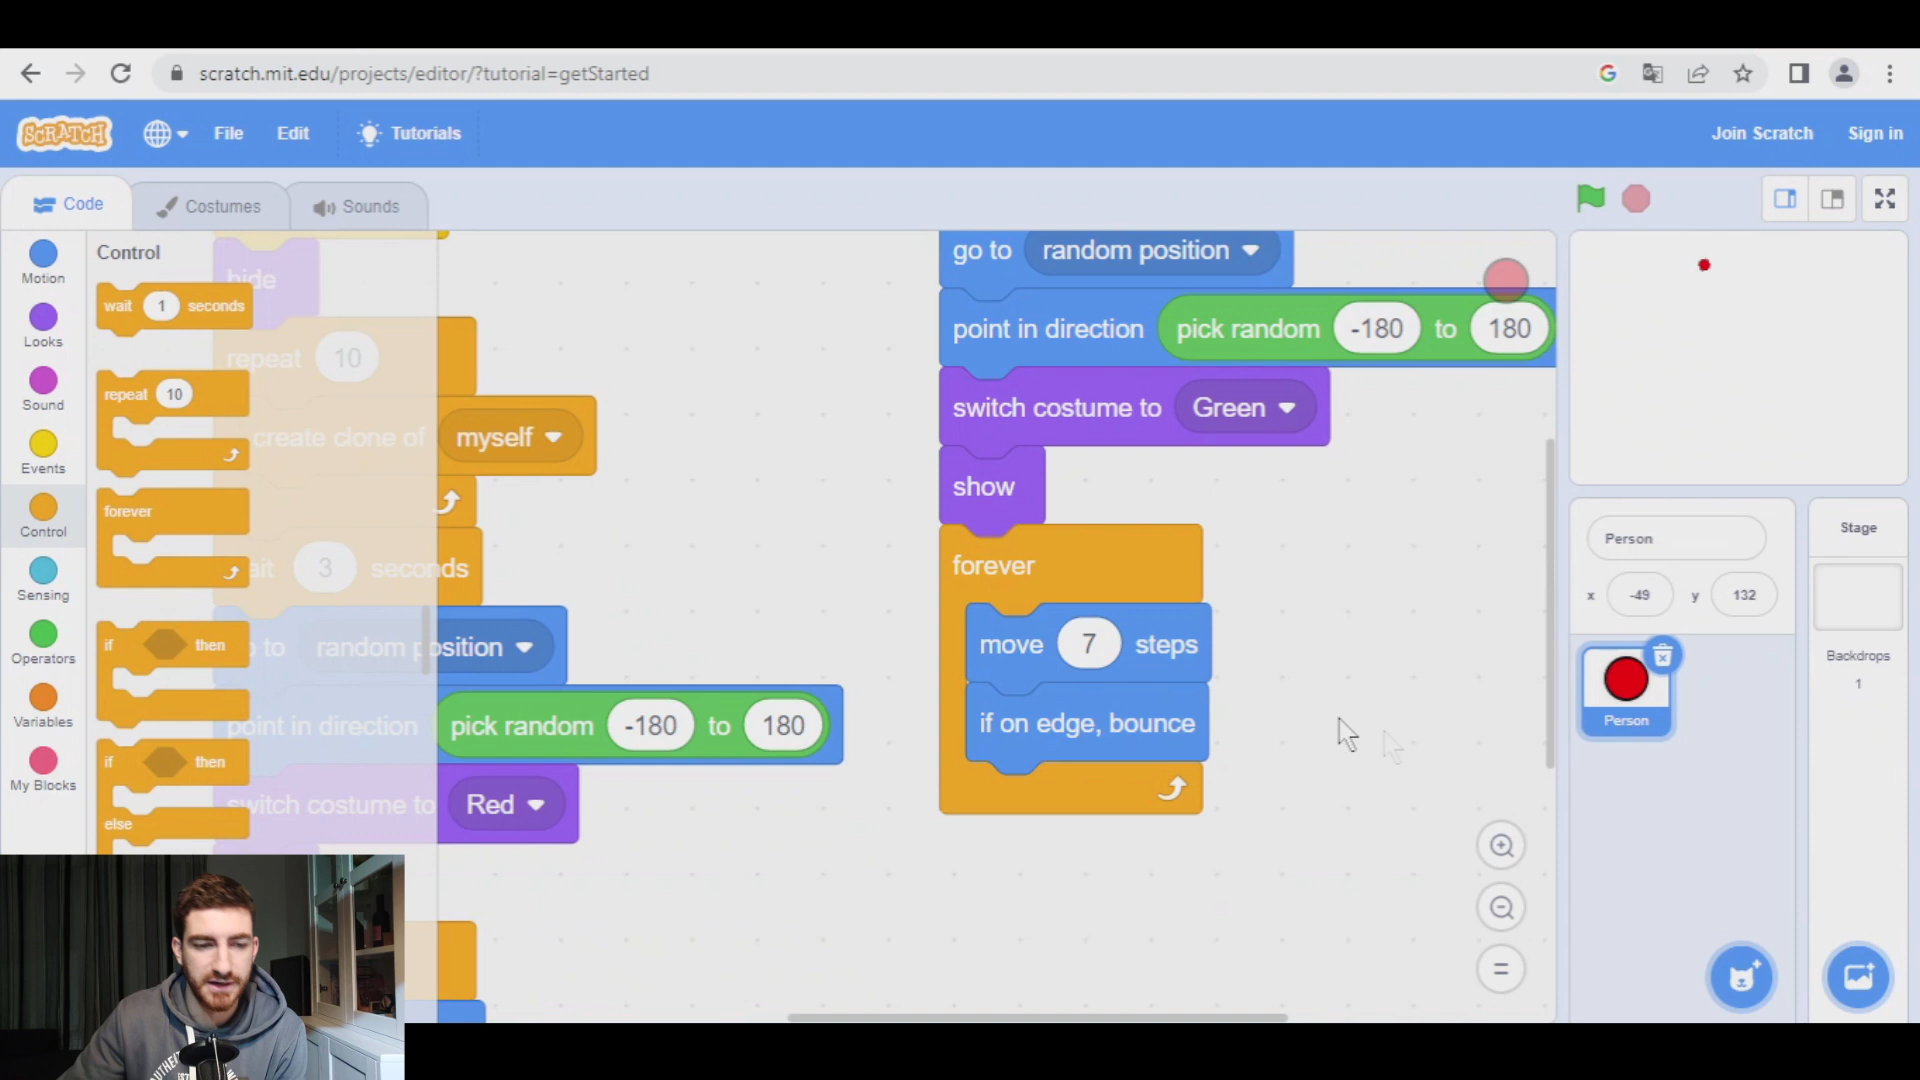 scratch.mit.edu/projects/editor/?tutorial=getStarted
SCRATCH
File
Edit
Tutorials
Join Scratch
Sign in
Code
Costumes
Sounds
Motion
Looks
Sound
Events
Control
Sensing
Operators
Variables
My Blocks
Control
wait 1 seconds
repeat 10
forever
if then
if then
else
hide
repeat 10
create clone of myself
wait 3 seconds
go to random position
point in direction pick random -180 to 180
switch costume to Red
go to random position
point in direction pick random -180 to 180
switch costume to Green
show
forever
move 7 steps
if on edge, bounce
Person
x -49 y 132
Person
Stage
Backdrops
1